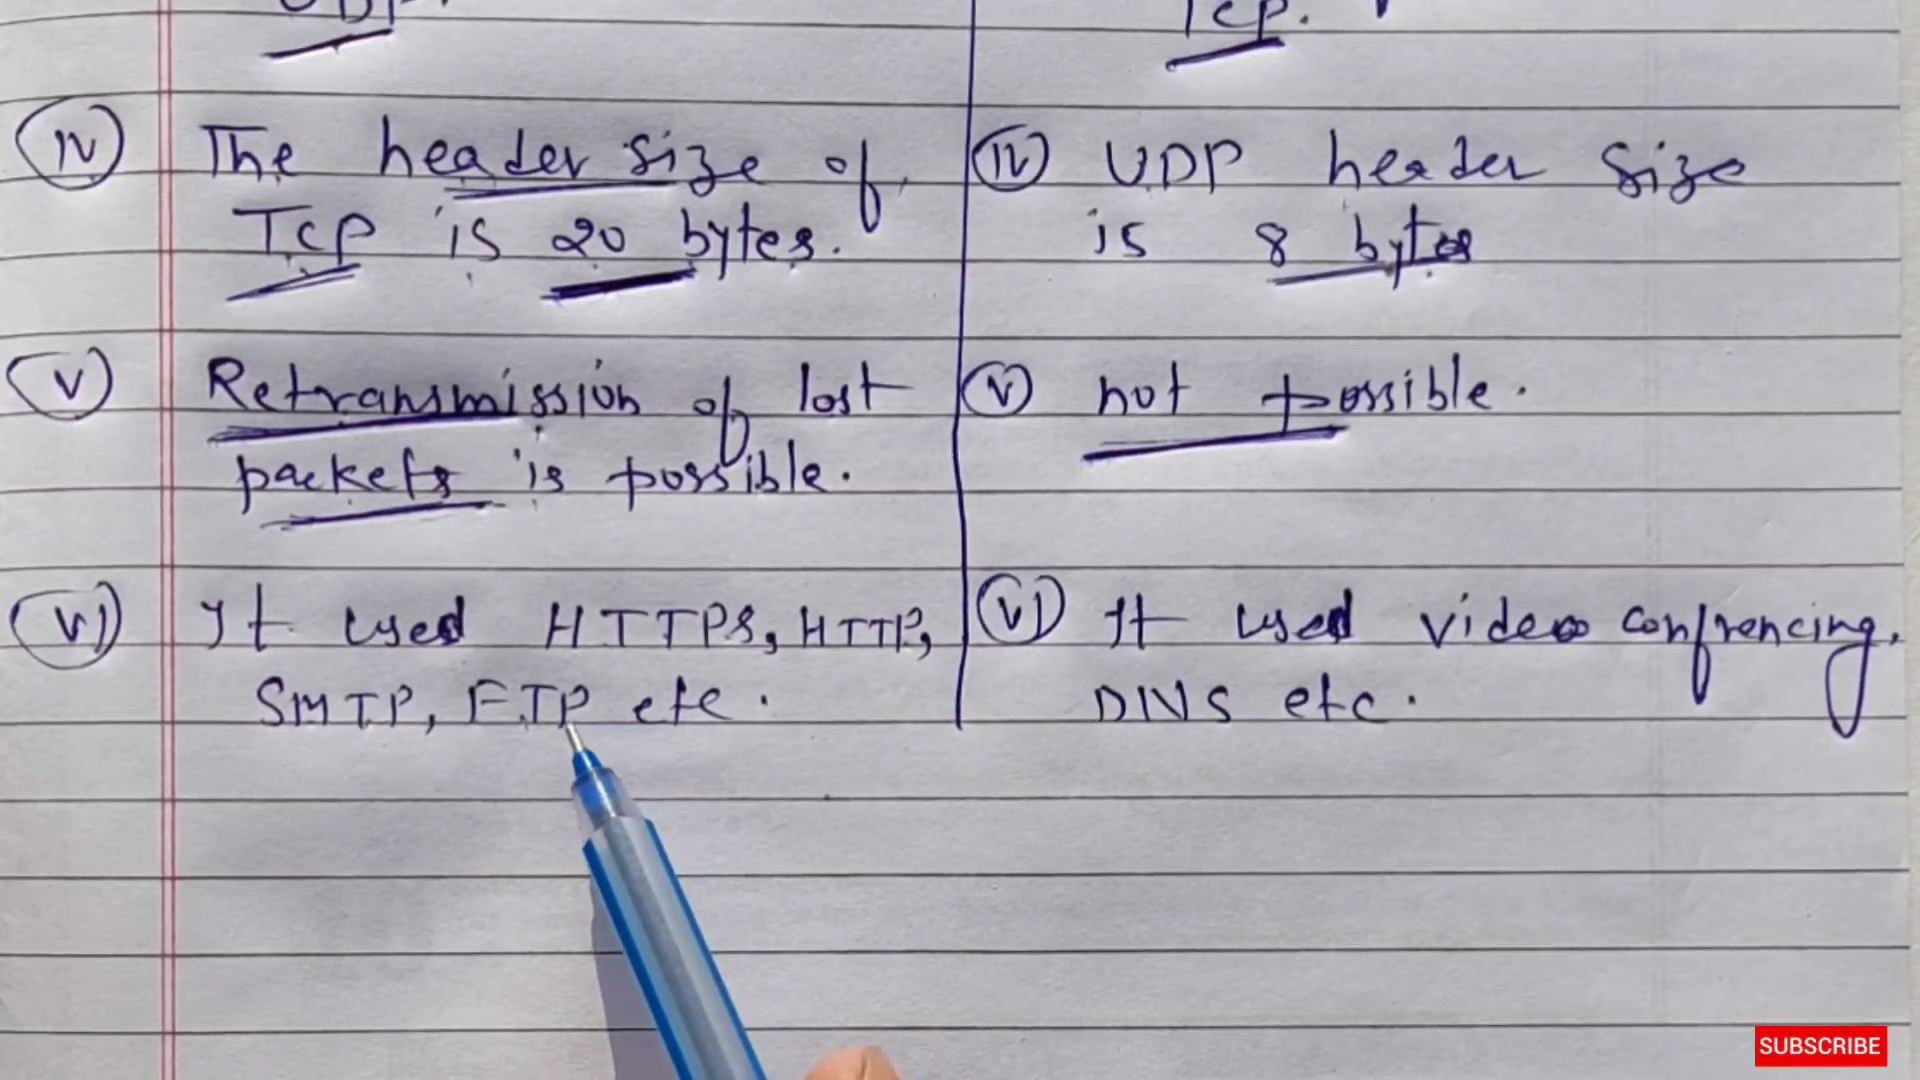 UDP.
Tcp.
IV The header size of
Tcp is 20 bytes.
IV UDP header size
is 8 bytes
V Retransmission of lost
packets is possible.
V not possible.
VI It used HTTPS, HTTP,
SMTP, FTP etc.
VI It used video confrencing,
DNS etc.
SUBSCRIBE